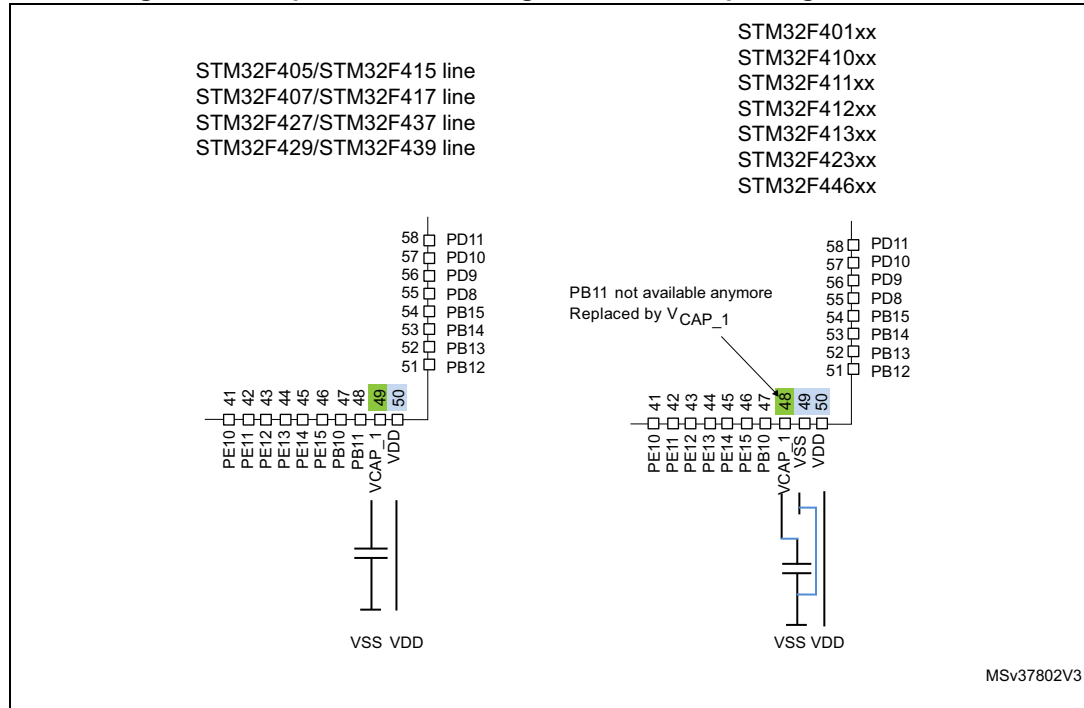 STM32F405/STM32F415 line
STM32F407/STM32F417 line
STM32F427/STM32F437 line
STM32F429/STM32F439 line
58 PD11
57 PD10
56 PD9
55 PD8
54 PB15
53 PB14
52 PB13
51 PB12
41 42 43 44 45 46 47 48 49 50
PE10 PE11 PE12 PE13 PE14 PE15 PB10 PB11 VCAP_1 VDD
VSS VDD
STM32F401xx
STM32F410xx
STM32F411xx
STM32F412xx
STM32F413xx
STM32F423xx
STM32F446xx
PB11 not available anymore
Replaced by VCAP_1
58 PD11
57 PD10
56 PD9
55 PD8
54 PB15
53 PB14
52 PB13
51 PB12
41 42 43 44 45 46 47 48 49 50
PE10 PE11 PE12 PE13 PE14 PE15 PB10 VCAP_1 VSS VDD
VSS VDD
MSv37802V3